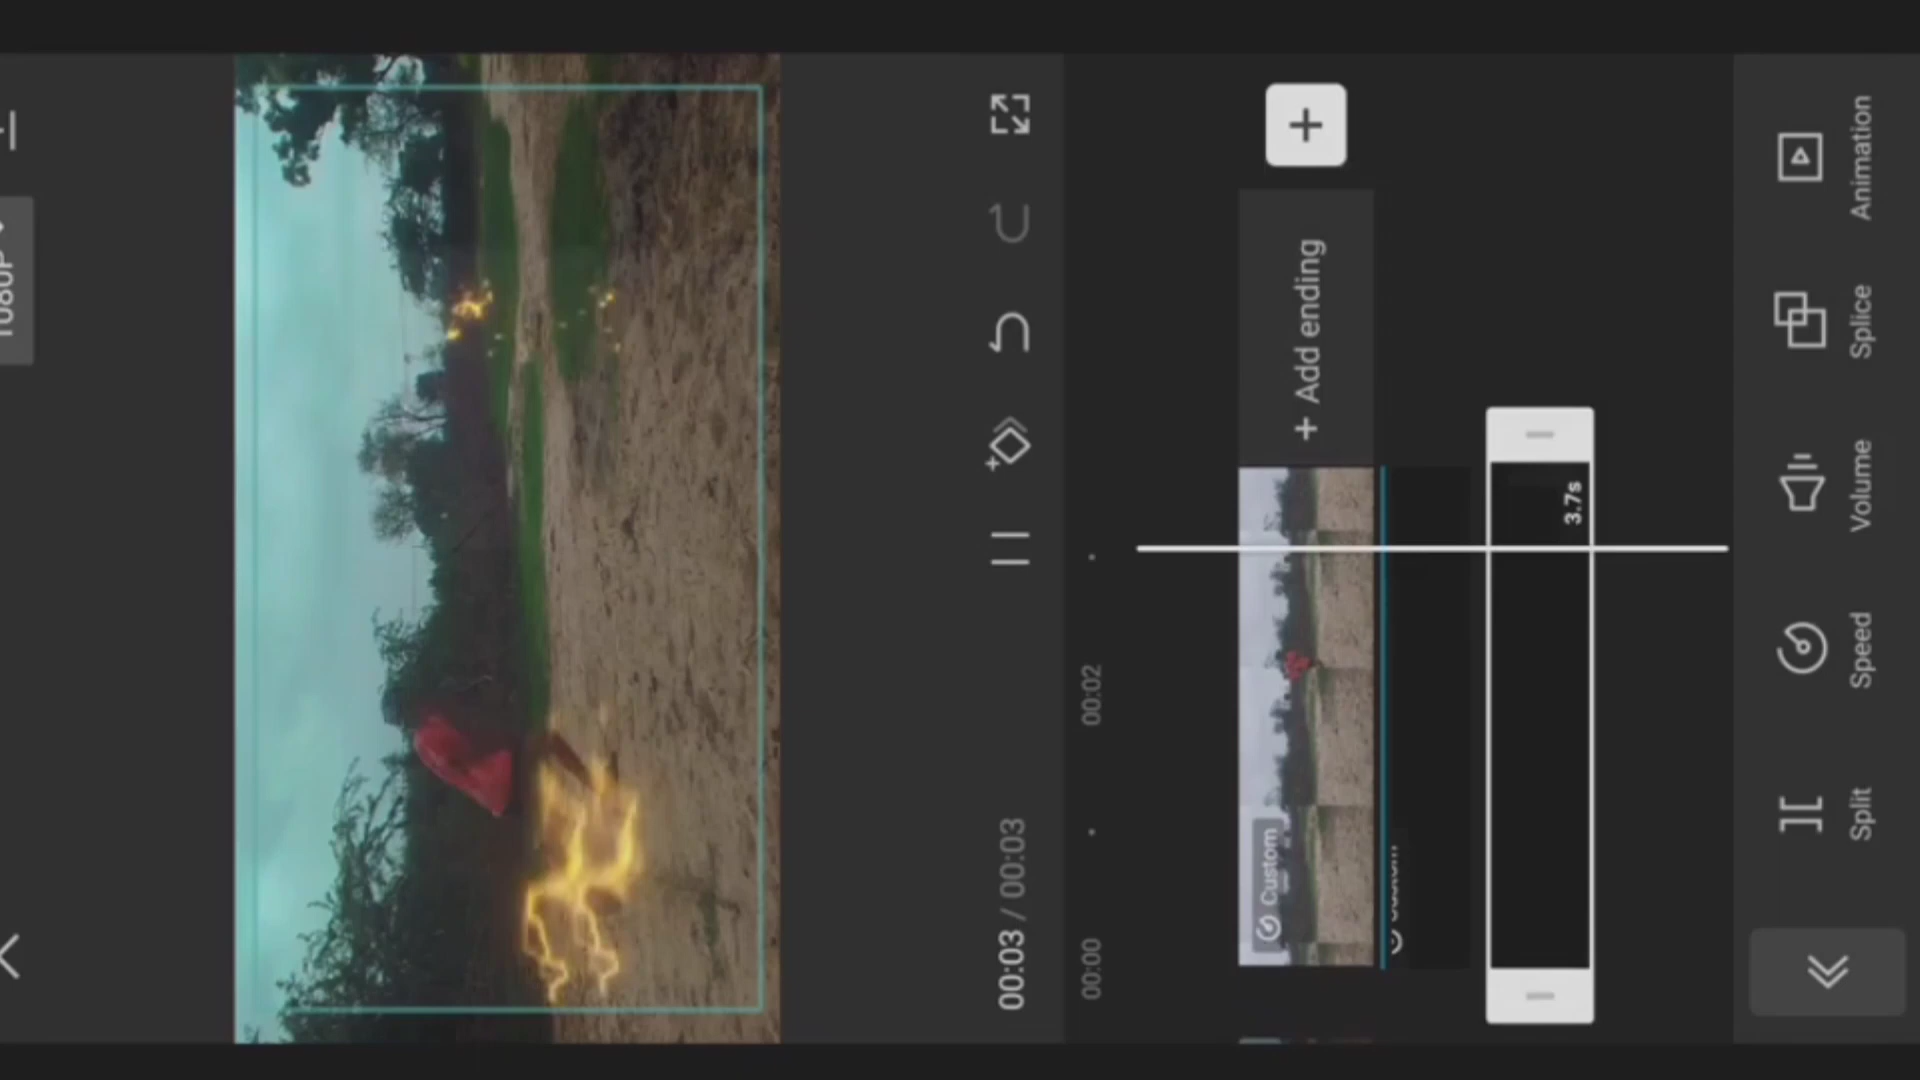 1080P
00:03 / 00:03
00:00
00:02
Custom
+ Add ending
3.7s
Split
Speed
Volume
Splice
Animation